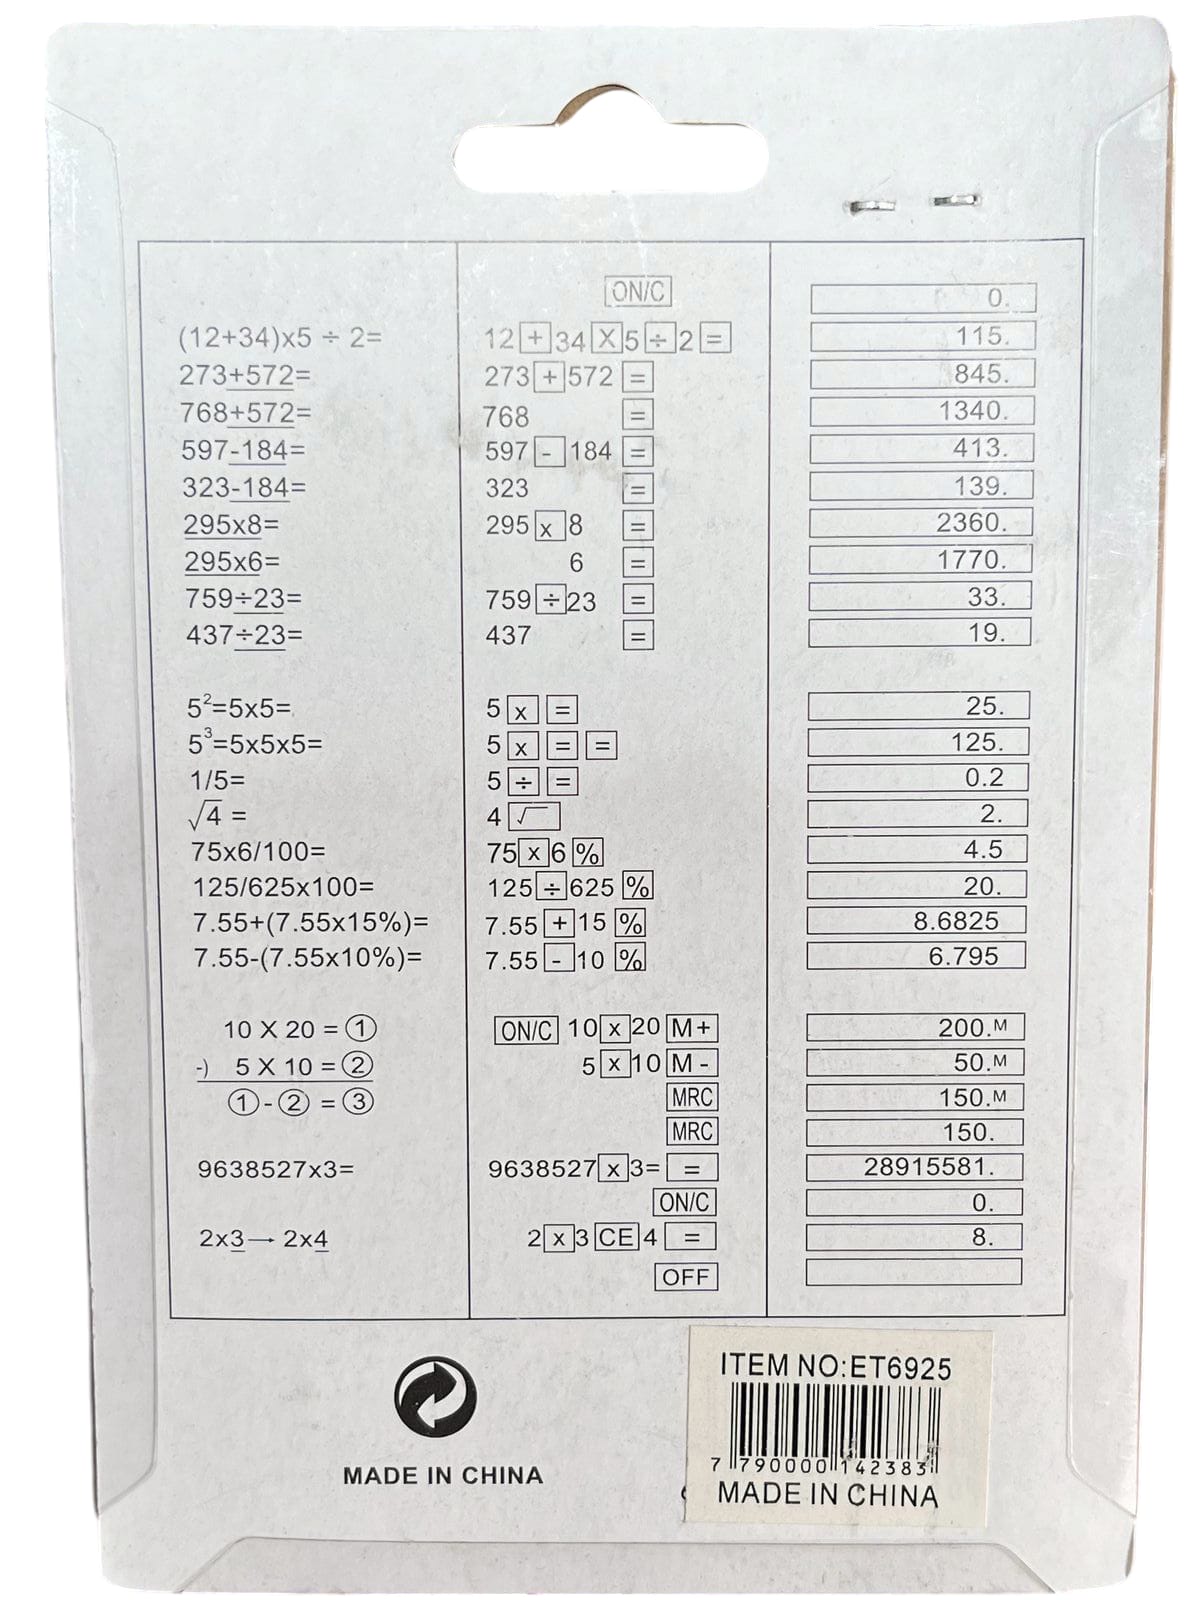 ON/C 0.
(12+34)x5 ÷ 2= 12 + 34 X 5 ÷ 2 = 115.
273+572= 273 + 572 = 845.
768+572= 768 = 1340.
597-184= 597 - 184 = 413.
323-184= 323 = 139.
295x8= 295 x 8 = 2360.
295x6= 6 = 1770.
759÷23= 759 ÷ 23 = 33.
437÷23= 437 = 19.
5²=5x5= 5 x = 25.
5³=5x5x5= 5 x = = 125.
1/5= 5 ÷ = 0.2
√4 = 4 √ 2.
75x6/100= 75 x 6 % 4.5
125/625x100= 125 ÷ 625 % 20.
7.55+(7.55x15%)= 7.55 + 15 % 8.6825
7.55-(7.55x10%)= 7.55 - 10 % 6.795
10 X 20 = ① ON/C 10 x 20 M+ 200.M
-) 5 X 10 = ② 5 x 10 M - 50.M
① - ② = ③ MRC 150.M
MRC 150.
9638527x3= 9638527 x 3= = 28915581.
ON/C 0.
2x3→ 2x4 2 x 3 CE 4 = 8.
OFF
MADE IN CHINA
ITEM NO:ET6925
7 790000 142383
MADE IN CHINA